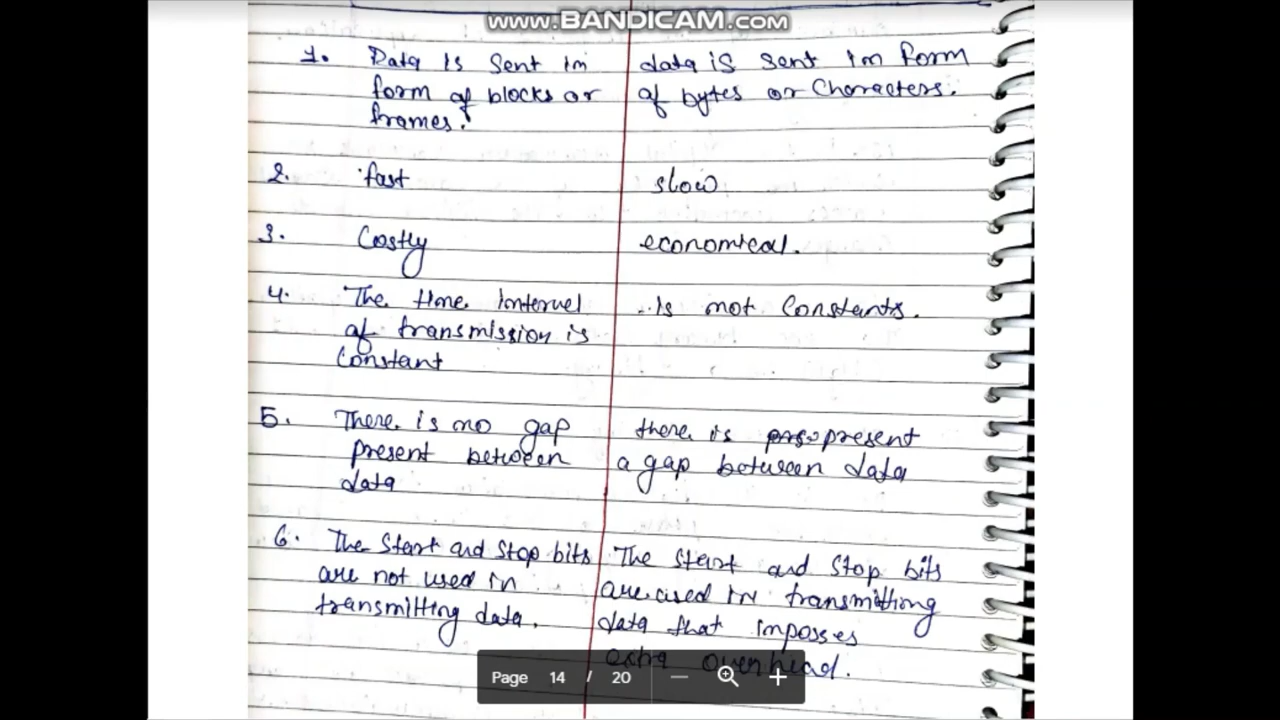 www.BANDICAM.com
1. Data is sent in
form of blocks or
frames.
data is sent in form
of bytes or Characters.
2. fast
slow
3. Costly
economical.
4. The time intervel
of transmission is
Constant
is not Constants.
5. There is no gap
present between
data
there is present
a gap between data
6. The Start and Stop bits
are not used in
transmitting data.
The Start and Stop bits
are used in transmitting
data that imposses
extra overhead.
Page 14 / 20